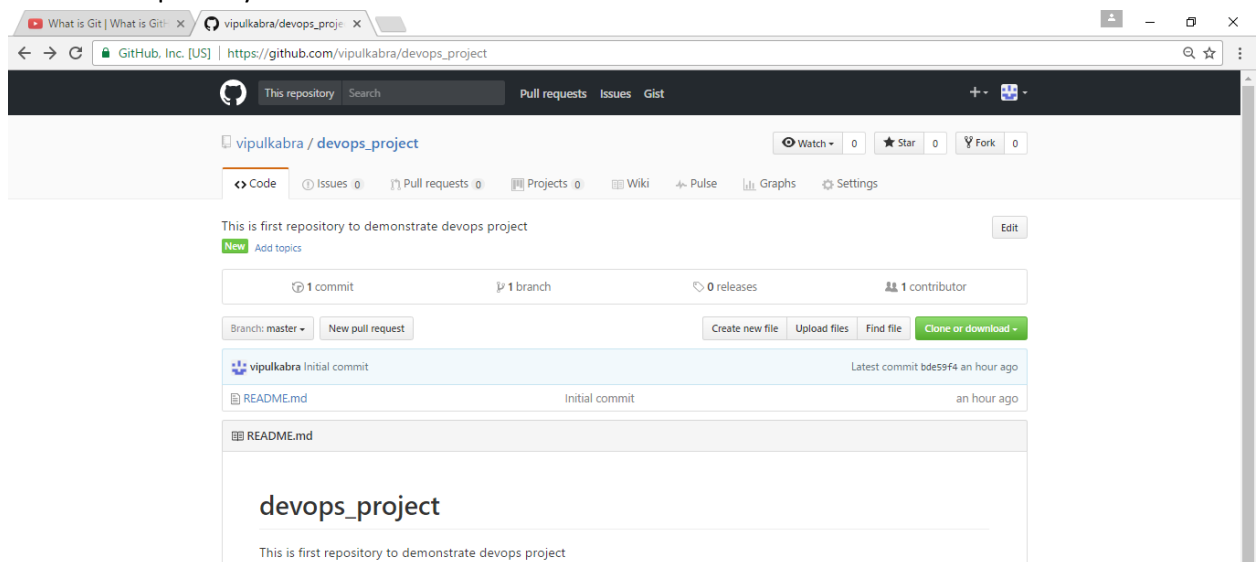 What is Git | What is Gith
vipulkabra/devops_proje
GitHub, Inc. [US] | https://github.com/vipulkabra/devops_project
This repository Search Pull requests Issues Gist
vipulkabra / devops_project Watch 0 Star 0 Fork 0
Code Issues 0 Pull requests 0 Projects 0 Wiki Pulse Graphs Settings
This is first repository to demonstrate devops project Edit
New Add topics
1 commit 1 branch 0 releases 1 contributor
Branch: master New pull request Create new file Upload files Find file Clone or download
vipulkabra Initial commit Latest commit bde59f4 an hour ago
README.md Initial commit an hour ago
README.md
devops_project
This is first repository to demonstrate devops project